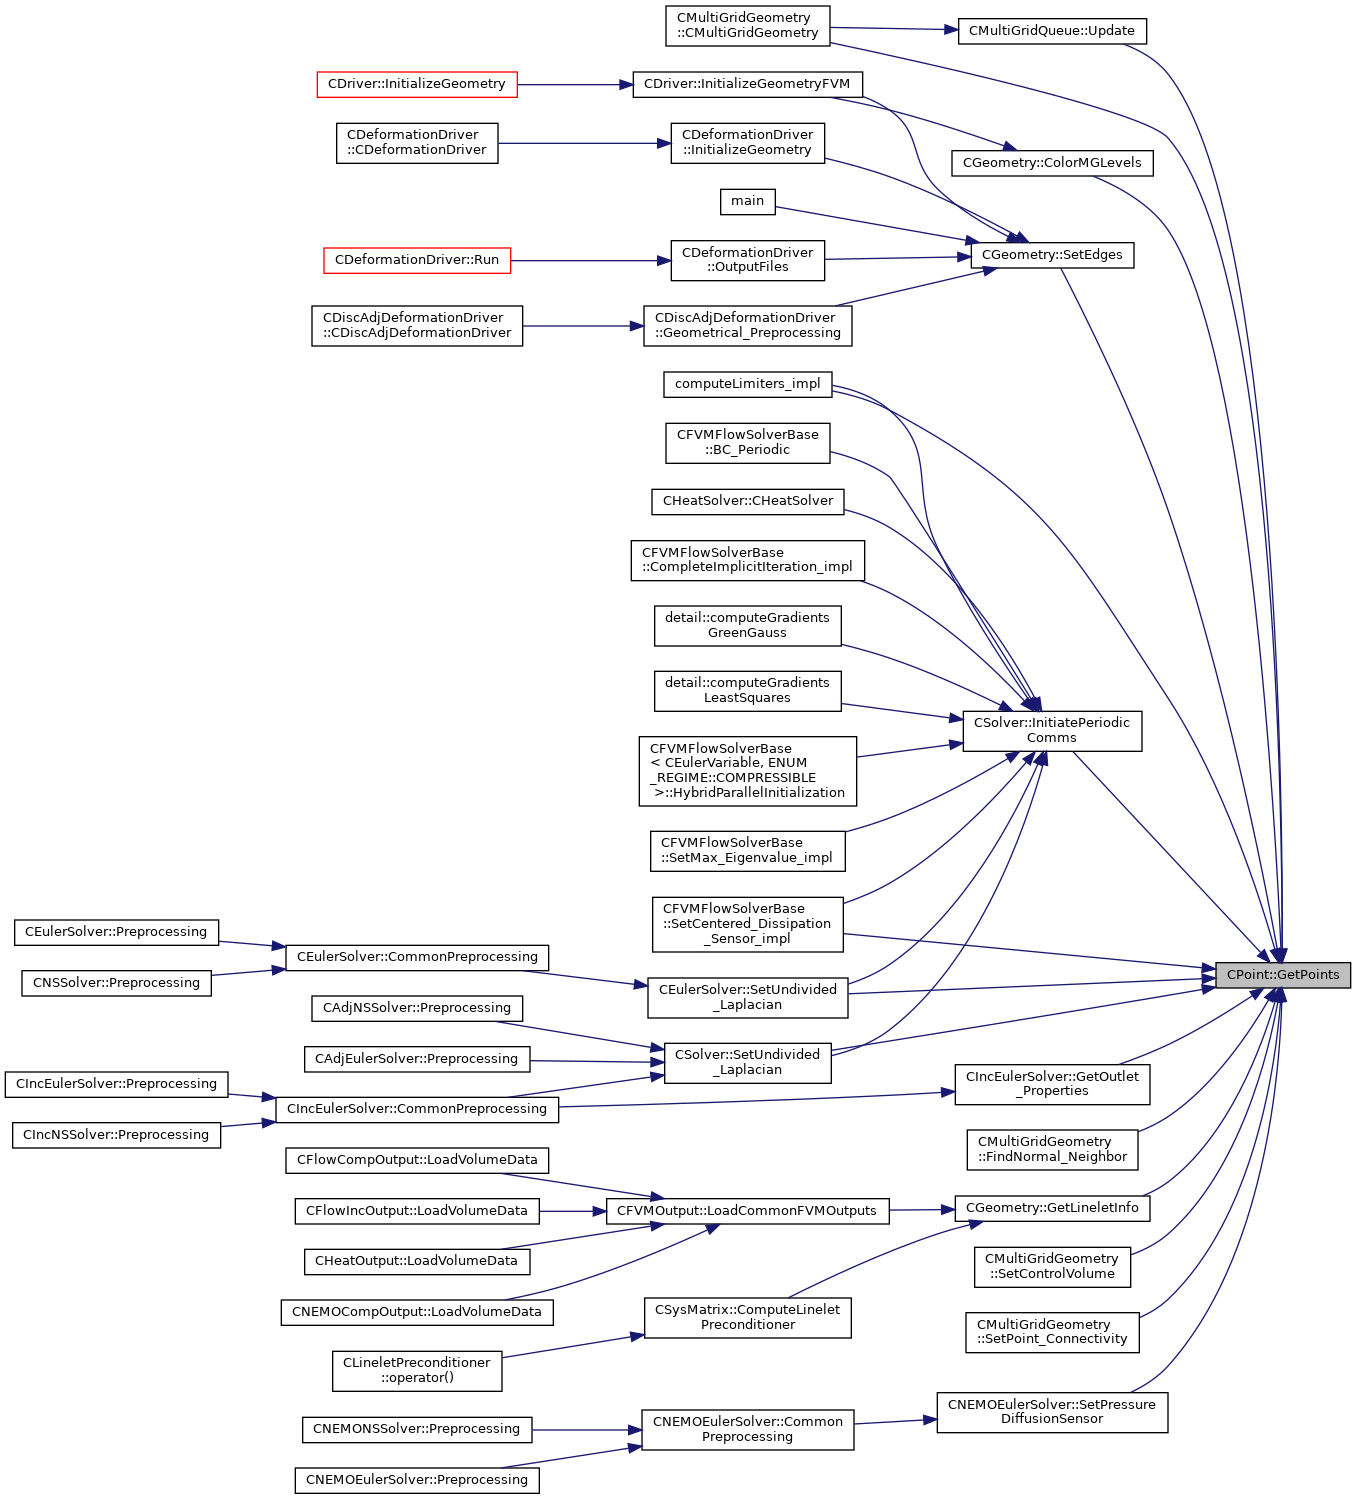 CMultiGridGeometry
::CMultiGridGeometry
CMultiGridQueue::Update
CDriver::InitializeGeometry
CDriver::InitializeGeometryFVM
CDeformationDriver
::CDeformationDriver
CDeformationDriver
::InitializeGeometry
CGeometry::ColorMGLevels
main
CGeometry::SetEdges
CDeformationDriver::Run
CDeformationDriver
::OutputFiles
CDiscAdjDeformationDriver
::CDiscAdjDeformationDriver
CDiscAdjDeformationDriver
::Geometrical_Preprocessing
computeLimiters_impl
CFVMFlowSolverBase
::BC_Periodic
CHeatSolver::CHeatSolver
CFVMFlowSolverBase
::CompleteImplicitIteration_impl
detail::computeGradients
GreenGauss
detail::computeGradients
LeastSquares
CSolver::InitiatePeriodic
Comms
CFVMFlowSolverBase
< CEulerVariable, ENUM
_REGIME::COMPRESSIBLE
>::HybridParallelInitialization
CFVMFlowSolverBase
::SetMax_Eigenvalue_impl
CFVMFlowSolverBase
::SetCentered_Dissipation
_Sensor_impl
CEulerSolver::Preprocessing
CEulerSolver::CommonPreprocessing
CNSSolver::Preprocessing
CPoint::GetPoints
CEulerSolver::SetUndivided
_Laplacian
CAdjNSSolver::Preprocessing
CAdjEulerSolver::Preprocessing
CSolver::SetUndivided
_Laplacian
CIncEulerSolver::Preprocessing
CIncEulerSolver::GetOutlet
_Properties
CIncEulerSolver::CommonPreprocessing
CIncNSSolver::Preprocessing
CMultiGridGeometry
::FindNormal_Neighbor
CFlowCompOutput::LoadVolumeData
CFlowIncOutput::LoadVolumeData
CFVMOutput::LoadCommonFVMOutputs
CGeometry::GetLineletInfo
CHeatOutput::LoadVolumeData
CMultiGridGeometry
::SetControlVolume
CNEMOCompOutput::LoadVolumeData
CSysMatrix::ComputeLinelet
Preconditioner
CMultiGridGeometry
::SetPoint_Connectivity
CLineletPreconditioner
::operator()
CNEMOEulerSolver::SetPressure
DiffusionSensor
CNEMONSSolver::Preprocessing
CNEMOEulerSolver::Common
Preprocessing
CNEMOEulerSolver::Preprocessing